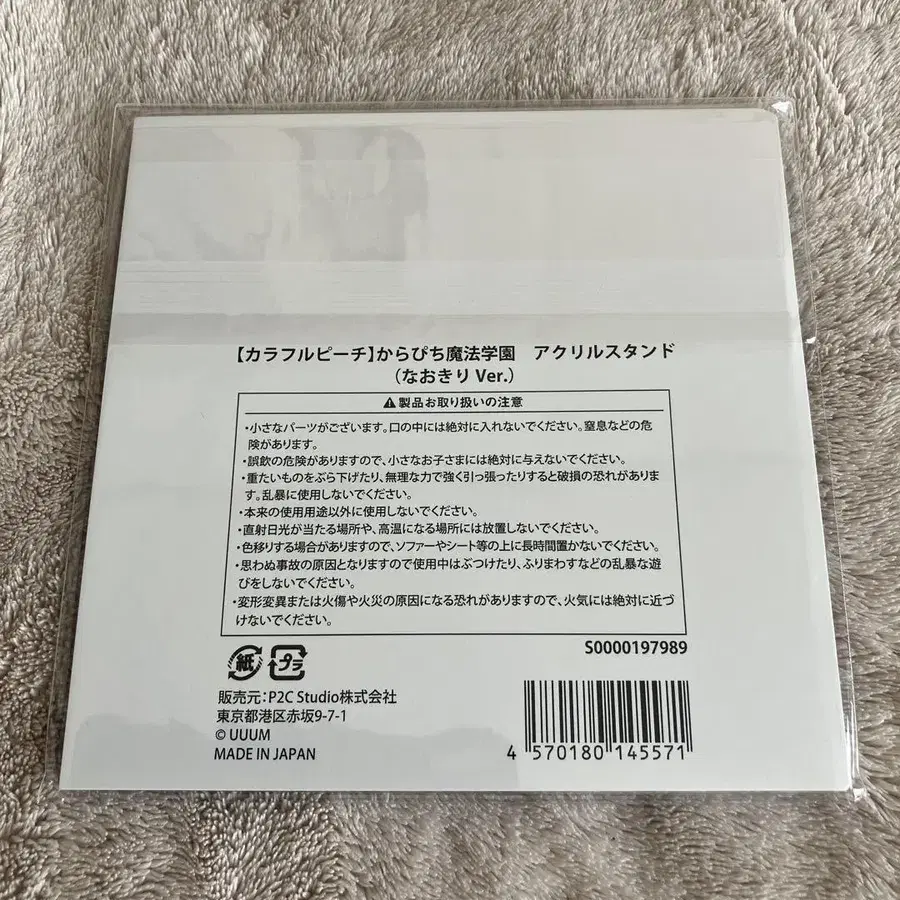 【カラフルピーチ】からぴち魔法学園　アクリルスタンド
（なおきり Ver.）
⚠製品お取り扱いの注意
・小さなパーツがございます。口の中には絶対に入れないでください。窒息などの危
険があります。
・誤飲の危険がありますので、小さなお子さまには絶対に与えないでください。
・重たいものをぶら下げたり、無理な力で強く引っ張ったりすると破損の恐れがありま
す。乱暴に使用しないでください。
・本来の使用用途以外に使用しないでください。
・直射日光が当たる場所や、高温になる場所には放置しないでください。
・色移りする場合がありますので、ソファーやシート等の上に長時間置かないでください。
・思わぬ事故の原因となりますので使用中はぶつけたり、ふりまわすなどの乱暴な遊
びをしないでください。
・変形変異または火傷や火災の原因になる恐れがありますので、火気には絶対に近づ
けないでください。
S0000197989
紙 プラ
販売元：P2C Studio株式会社
東京都港区赤坂9-7-1
© UUUM
MADE IN JAPAN
4 570180 145571